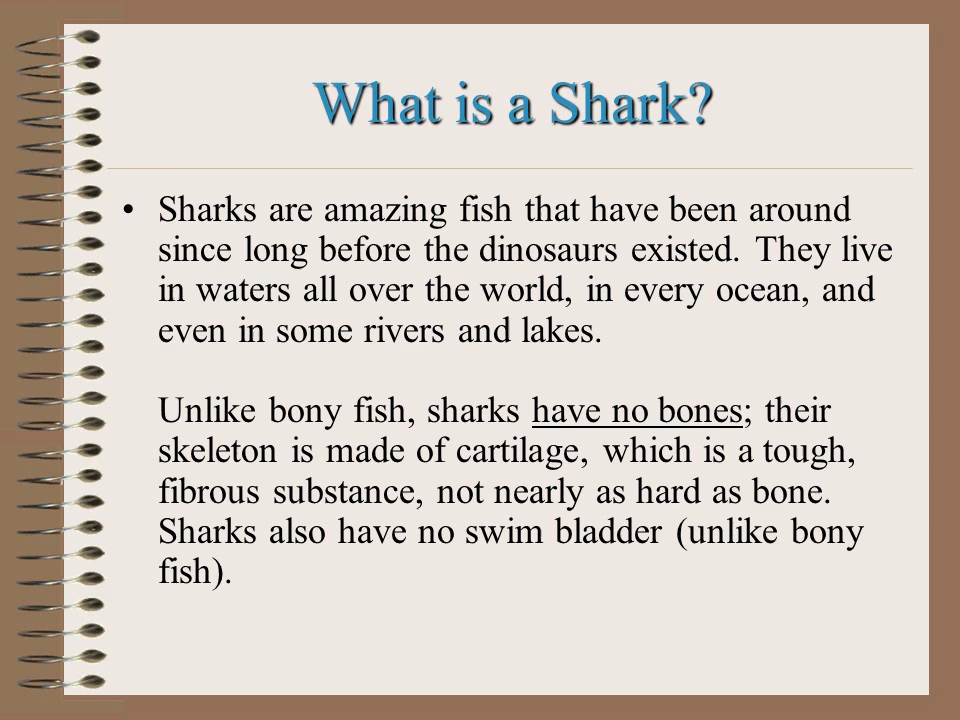 What is a Shark?
• Sharks are amazing fish that have been around
since long before the dinosaurs existed. They live
in waters all over the world, in every ocean, and
even in some rivers and lakes.
Unlike bony fish, sharks have no bones; their
skeleton is made of cartilage, which is a tough,
fibrous substance, not nearly as hard as bone.
Sharks also have no swim bladder (unlike bony
fish).